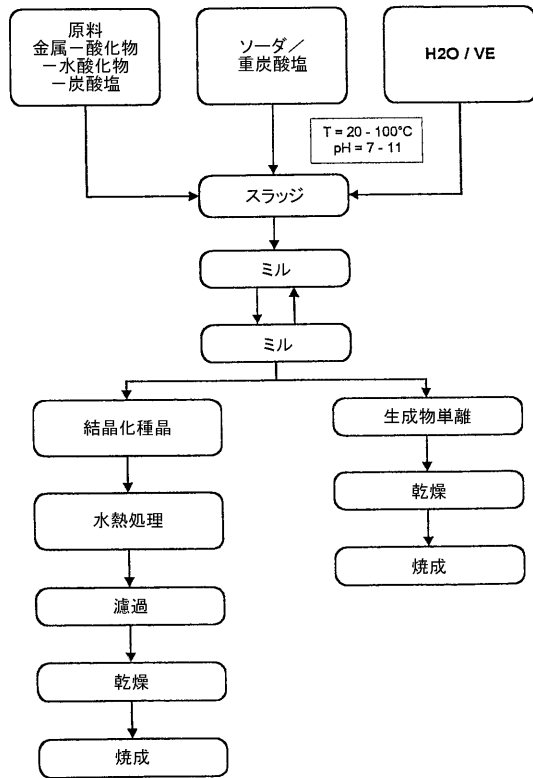 原料
金属－酸化物
－水酸化物
－炭酸塩
ソーダ／
重炭酸塩
H2O / VE
T = 20 - 100°C
pH = 7 - 11
スラッジ
ミル
ミル
結晶化種晶
生成物単離
水熱処理
乾燥
濾過
焼成
乾燥
焼成